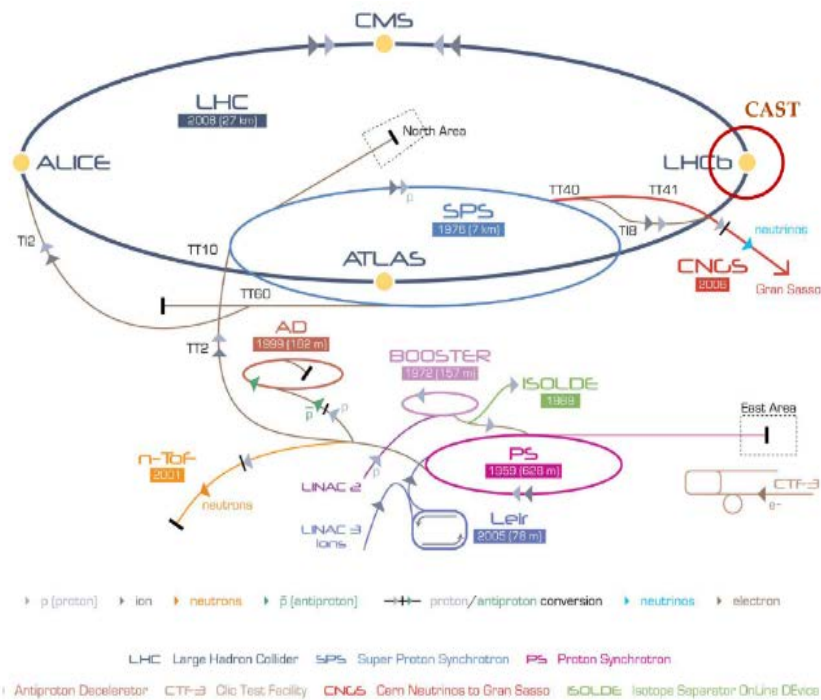 CMS
LHC
2008 (27 km)
North Area
CAST
ALICE
LHCb
TT40
TT41
p
SPS
1976 (7 km)
TI2
TT10
TI8
neutrinos
ATLAS
CNGS
2006
Gran Sasso
TT60
AD
1999 (182 m)
TT2
BOOSTER
1972 (157 m)
ISOLDE
1989
p̄
p
East Area
n-ToF
2001
PS
1959 (628 m)
LINAC 2
p
neutrons
CTF-3
e-
LINAC 3
Ions
Leir
2005 (78 m)
p (proton) ion neutrons p̄ (antiproton) proton/antiproton conversion neutrinos electron
LHC Large Hadron Collider SPS Super Proton Synchrotron PS Proton Synchrotron
Antiproton Decelerator CTF-3 Clic Test Facility CNGS Cern Neutrinos to Gran Sasso ISOLDE Isotope Separator OnLine DEvice